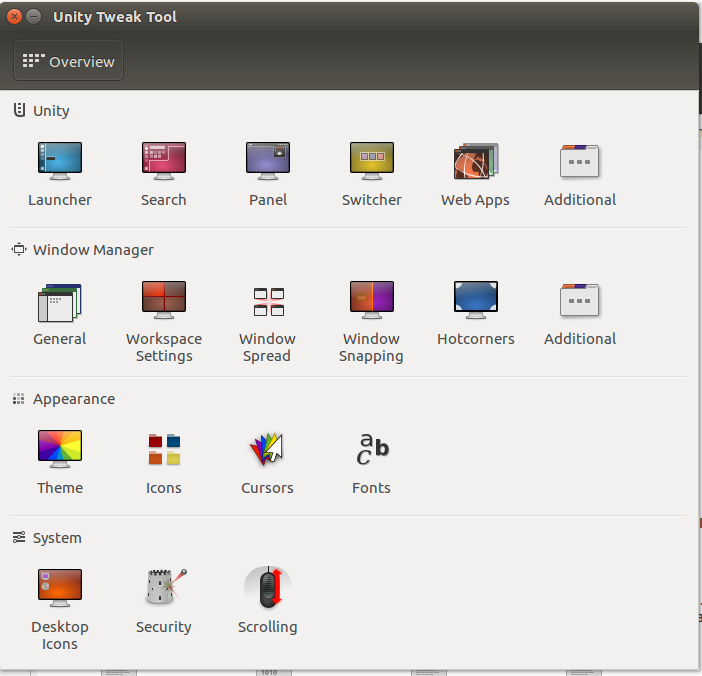 Unity Tweak Tool
Overview
Unity
Launcher
Search
Panel
Switcher
Web Apps
Additional
Window Manager
General
Workspace
Settings
Window
Spread
Window
Snapping
Hotcorners
Additional
Appearance
Theme
Icons
Cursors
Fonts
System
Desktop
Icons
Security
Scrolling
1010